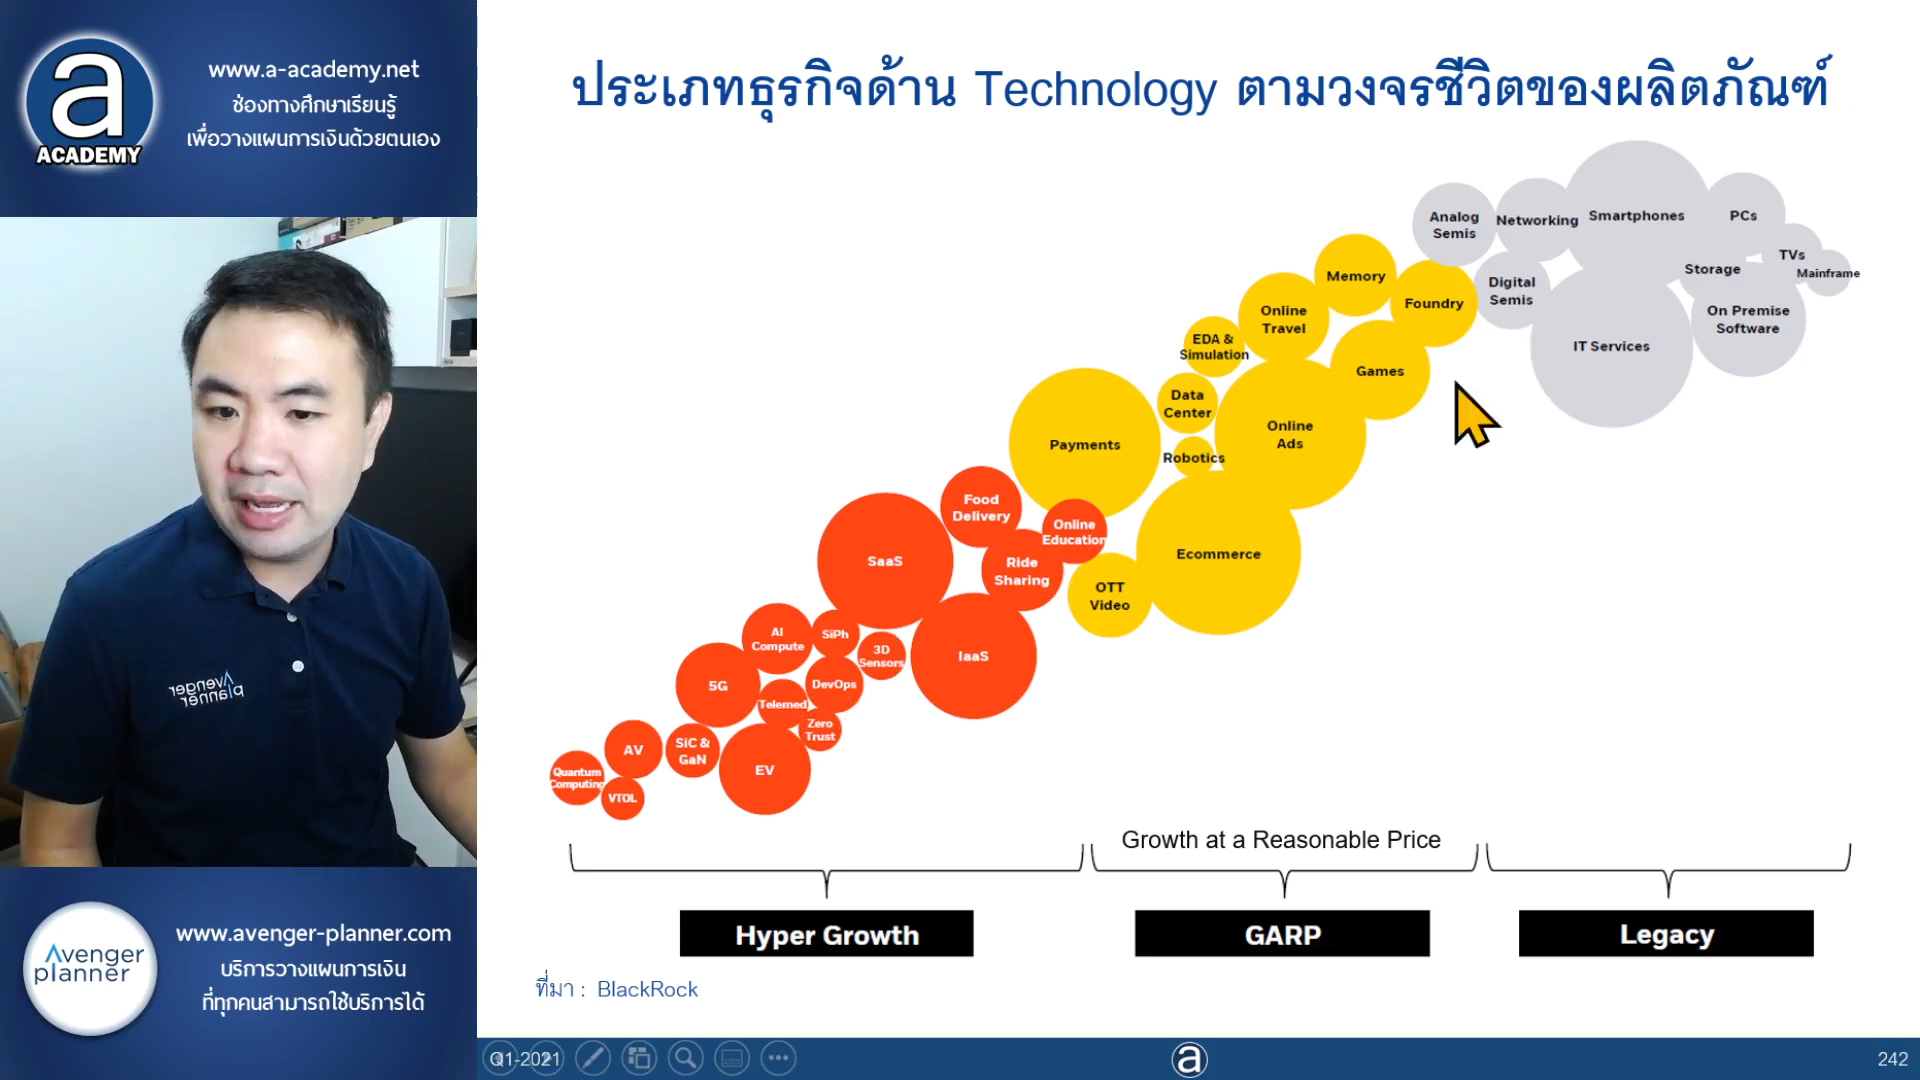 a
ACADEMY
www.a-academy.net
ช่องทางศึกษาเรียนรู้
เพื่อวางแผนการเงินด้วยตนเอง
Avenger
planner
Avenger
planner
www.avenger-planner.com
บริการวางแผนการเงิน
ที่ทุกคนสามารถใช้บริการได้
ประเภทธุรกิจด้าน Technology ตามวงจรชีวิตของผลิตภัณฑ์
Analog
Semis
Networking
Smartphones
PCs
TVs
Mainframe
Storage
Digital
Semis
On Premise
Software
IT Services
Memory
Foundry
Online
Travel
EDA &
Simulation
Games
Data
Center
Online
Ads
Payments
Robotics
Ecommerce
OTT
Video
Food
Delivery
Online
Education
Ride
Sharing
SaaS
IaaS
AI
Compute
SiPh
3D
Sensors
5G
DevOps
Telemed
Zero
Trust
AV
SiC &
GaN
EV
Quantum
Computing
VTOL
Growth at a Reasonable Price
Hyper Growth
GARP
Legacy
ที่มา : BlackRock
Q1-2021
a
242